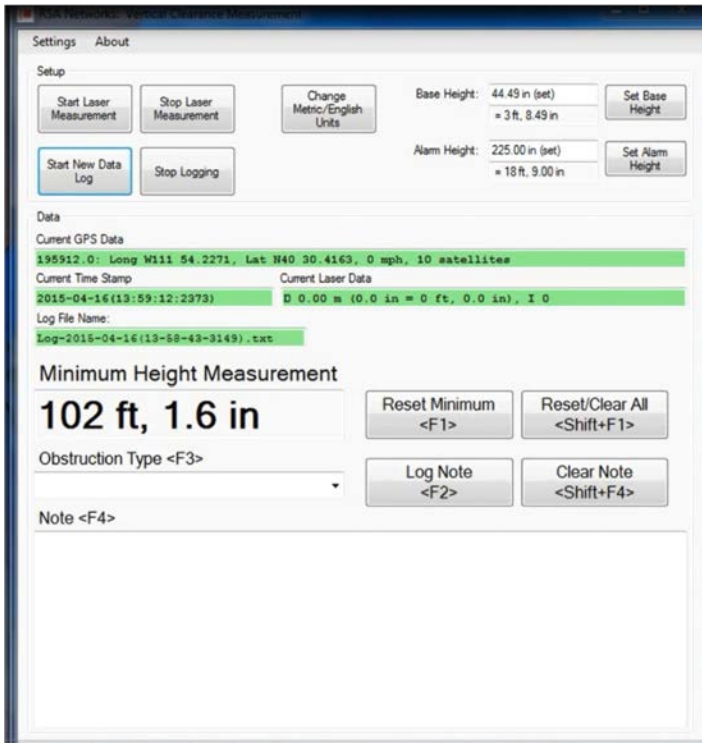 RSA Networks: Vertical Clearance Measurement
Settings About
Setup
Start Laser Measurement
Stop Laser Measurement
Change Metric/English Units
Base Height: 44.49 in (set)
= 3 ft, 8.49 in
Set Base Height
Start New Data Log
Stop Logging
Alarm Height: 225.00 in (set)
= 18 ft, 9.00 in
Set Alarm Height
Data
Current GPS Data
195912.0: Long W111 54.2271, Lat N40 30.4163, 0 mph, 10 satellites
Current Time Stamp
Current Laser Data
2015-04-16(13:59:12:2373)
D 0.00 m (0.0 in = 0 ft, 0.0 in), I 0
Log File Name:
Log-2015-04-16(13-58-43-3149).txt
Minimum Height Measurement
102 ft, 1.6 in
Reset Minimum
<F1>
Reset/Clear All
<Shift+F1>
Obstruction Type <F3>
Log Note
<F2>
Clear Note
<Shift+F4>
Note <F4>